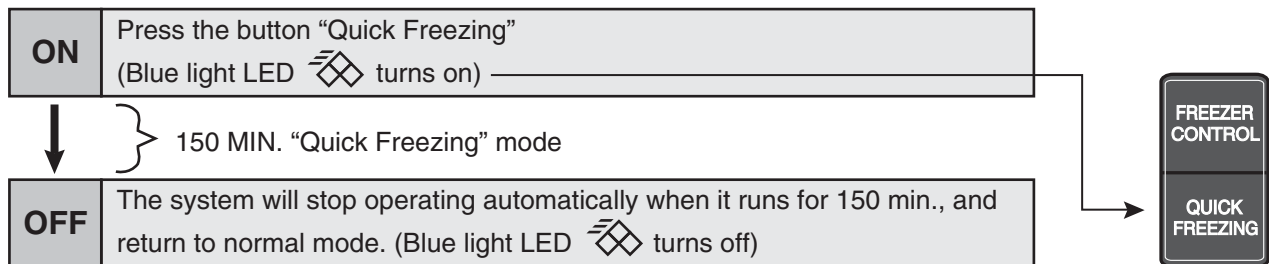 ON
Press the button “Quick Freezing”
(Blue light LED turns on)
150 MIN. “Quick Freezing” mode
OFF
The system will stop operating automatically when it runs for 150 min., and
return to normal mode. (Blue light LED turns off)
FREEZER
CONTROL
QUICK
FREEZING